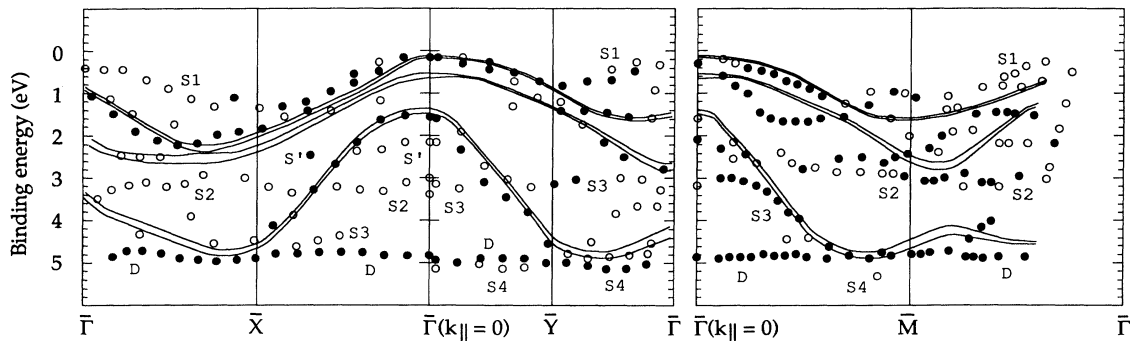 Binding energy (eV)
0
1
2
3
4
5
S1
S2
D
S'
S'
S2
S3
D
S1
S3
S3
D
S4
S4
S1
S2
S2
S3
D
S4
D
Γ̄
X̄
Γ̄(k∥ = 0)
Ȳ
Γ̄
Γ̄(k∥ = 0)
M̄
Γ̄